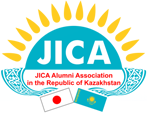 JICA
JICA Alumni Association
in the Republic of Kazakhstan